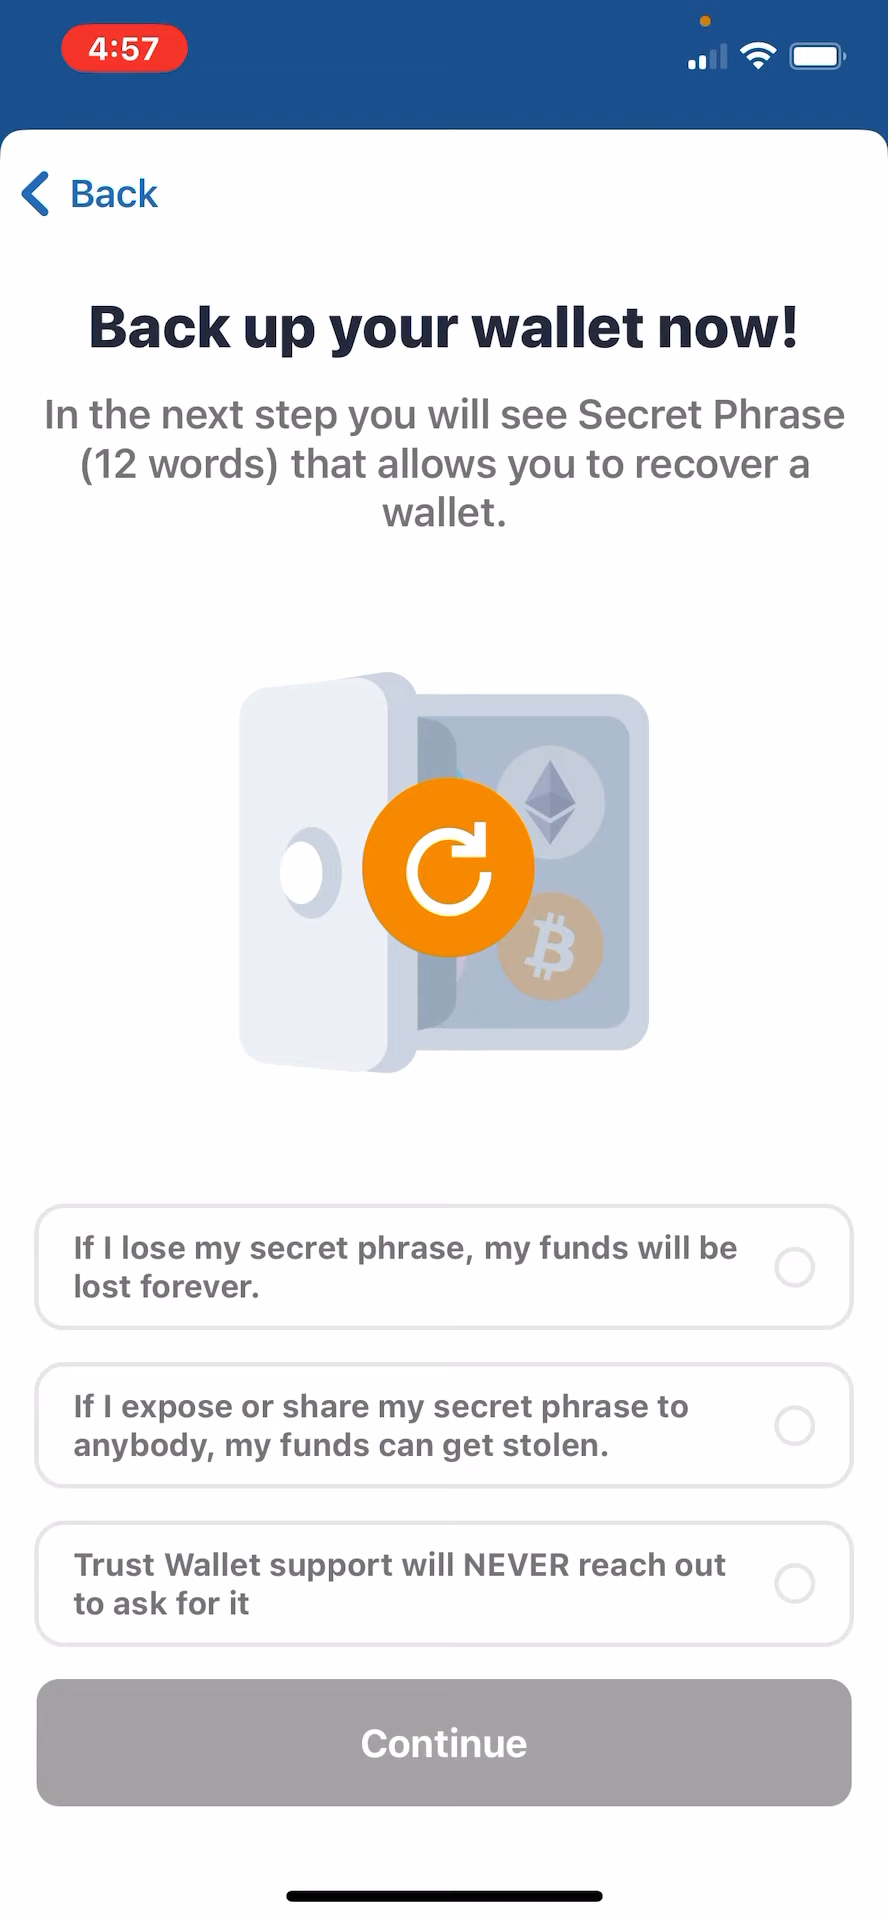 4:57
Back
Back up your wallet now!
In the next step you will see Secret Phrase
(12 words) that allows you to recover a
wallet.
If I lose my secret phrase, my funds will be
lost forever.
If I expose or share my secret phrase to
anybody, my funds can get stolen.
Trust Wallet support will NEVER reach out
to ask for it
Continue